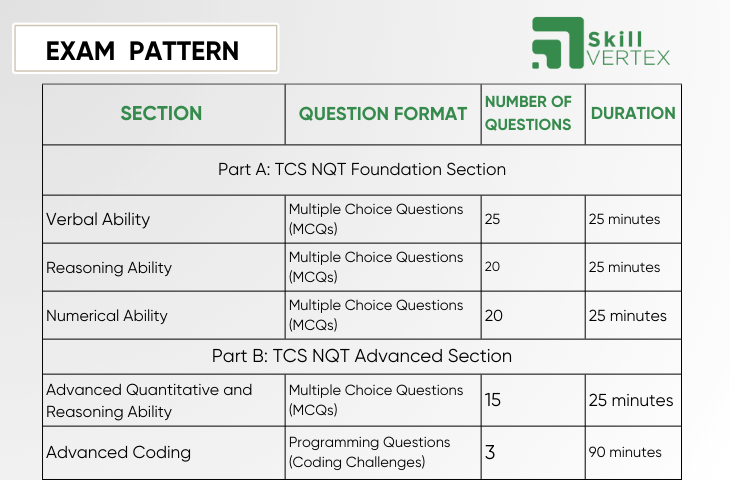 EXAM PATTERN
Skill
VERTEX
SECTION
QUESTION FORMAT
NUMBER OF
QUESTIONS
DURATION
Part A: TCS NQT Foundation Section
Verbal Ability
Multiple Choice Questions
(MCQs)
25
25 minutes
Reasoning Ability
Multiple Choice Questions
(MCQs)
20
25 minutes
Numerical Ability
Multiple Choice Questions
(MCQs)
20
25 minutes
Part B: TCS NQT Advanced Section
Advanced Quantitative and
Reasoning Ability
Multiple Choice Questions
(MCQs)
15
25 minutes
Advanced Coding
Programming Questions
(Coding Challenges)
3
90 minutes